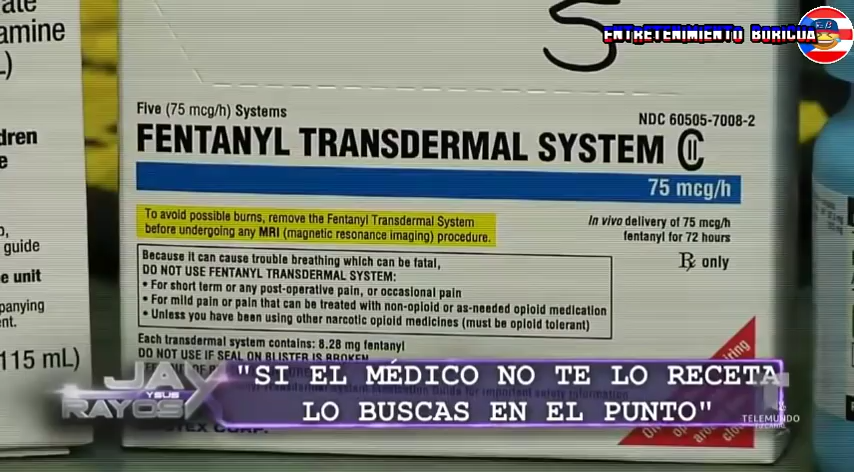 ate
amine
L)
dren
e
guide
e unit
panying
ent.
115 mL)
5
ENTRETENIMIENTO BORICUA
EB
Five (75 mcg/h) Systems
NDC 60505-7008-2
FENTANYL TRANSDERMAL SYSTEM CII
75 mcg/h
To avoid possible burns, remove the Fentanyl Transdermal System
before undergoing any MRI (magnetic resonance imaging) procedure.
In vivo delivery of 75 mcg/h
fentanyl for 72 hours
Rx only
Because it can cause trouble breathing which can be fatal,
DO NOT USE FENTANYL TRANSDERMAL SYSTEM:
• For short term or any post-operative pain, or occasional pain
• For mild pain or pain that can be treated with non-opioid or as-needed opioid medication
• Unless you have been using other narcotic opioid medicines (must be opioid tolerant)
Each transdermal system contains: 8.28 mg fentanyl
DO NOT USE IF SEAL ON BLISTER IS BROKEN
JAY
Y SUS
RAYOS X
"SI EL MÉDICO NO TE LO RECETA
LO BUSCAS EN EL PUNTO"
TELEMUNDO
CORP.